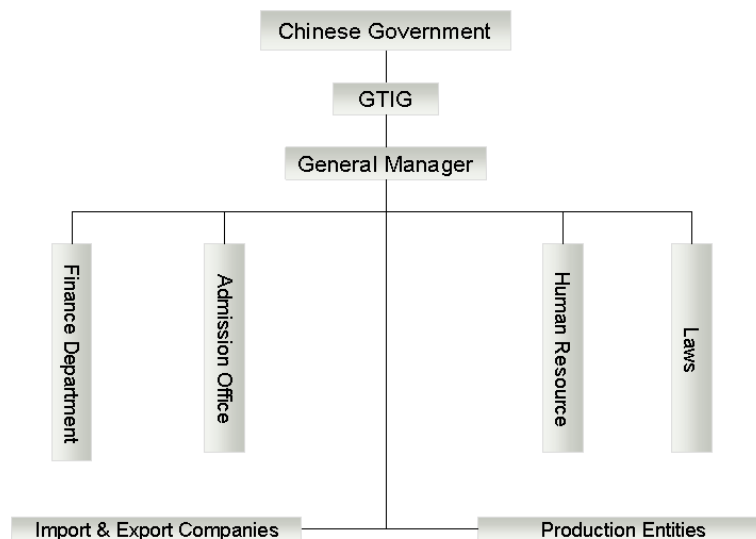 Chinese Government
GTIG
General Manager
Finance Department
Admission Office
Human Resource
Laws
Import & Export Companies
Production Entities